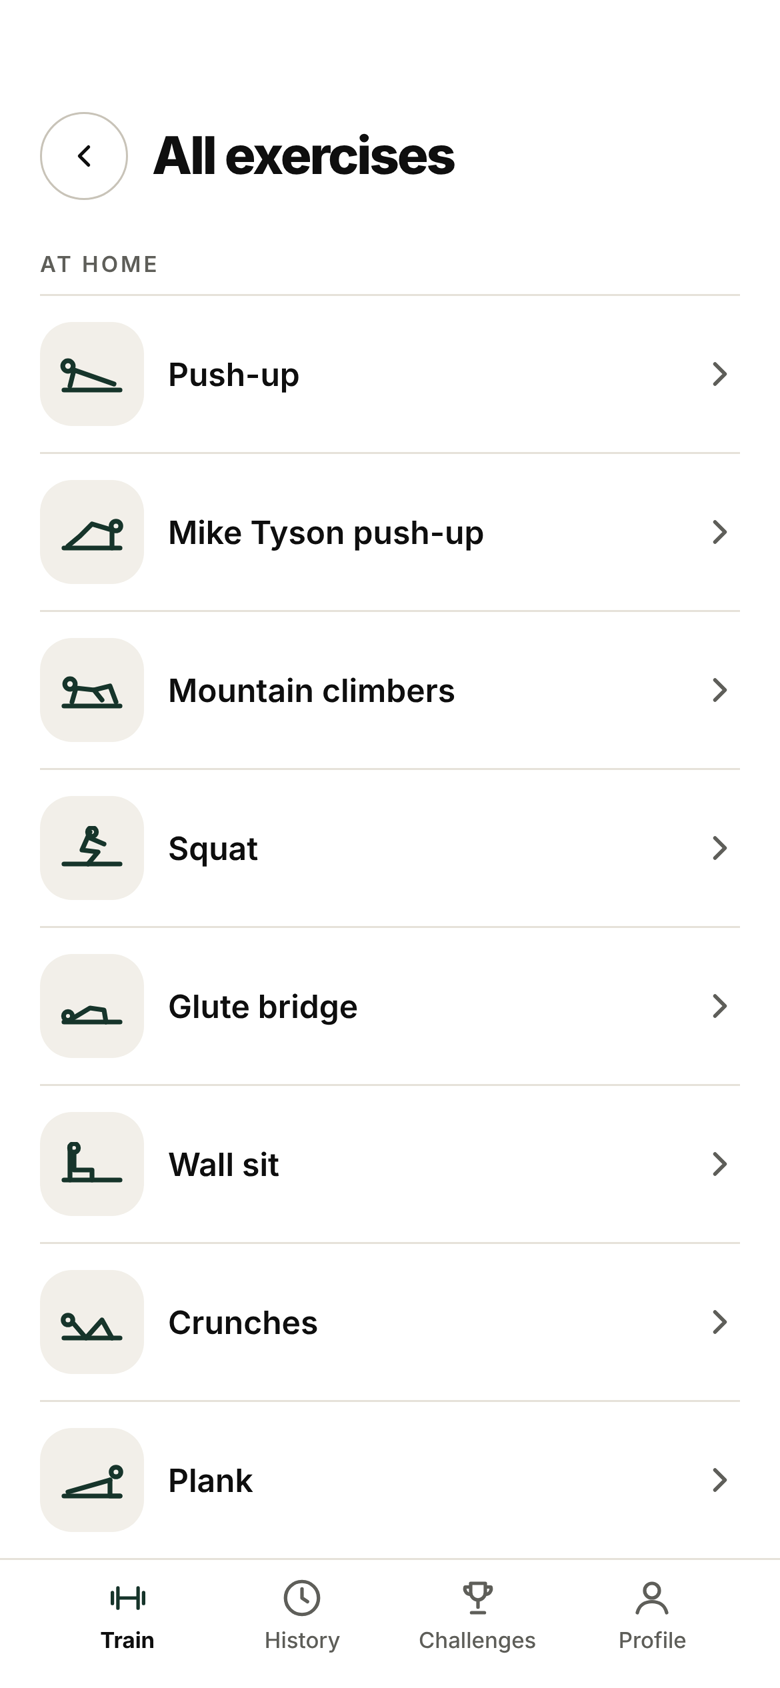 All exercises
AT HOME
Push-up
Mike Tyson push-up
Mountain climbers
Squat
Glute bridge
Wall sit
Crunches
Plank
Train
History
Challenges
Profile